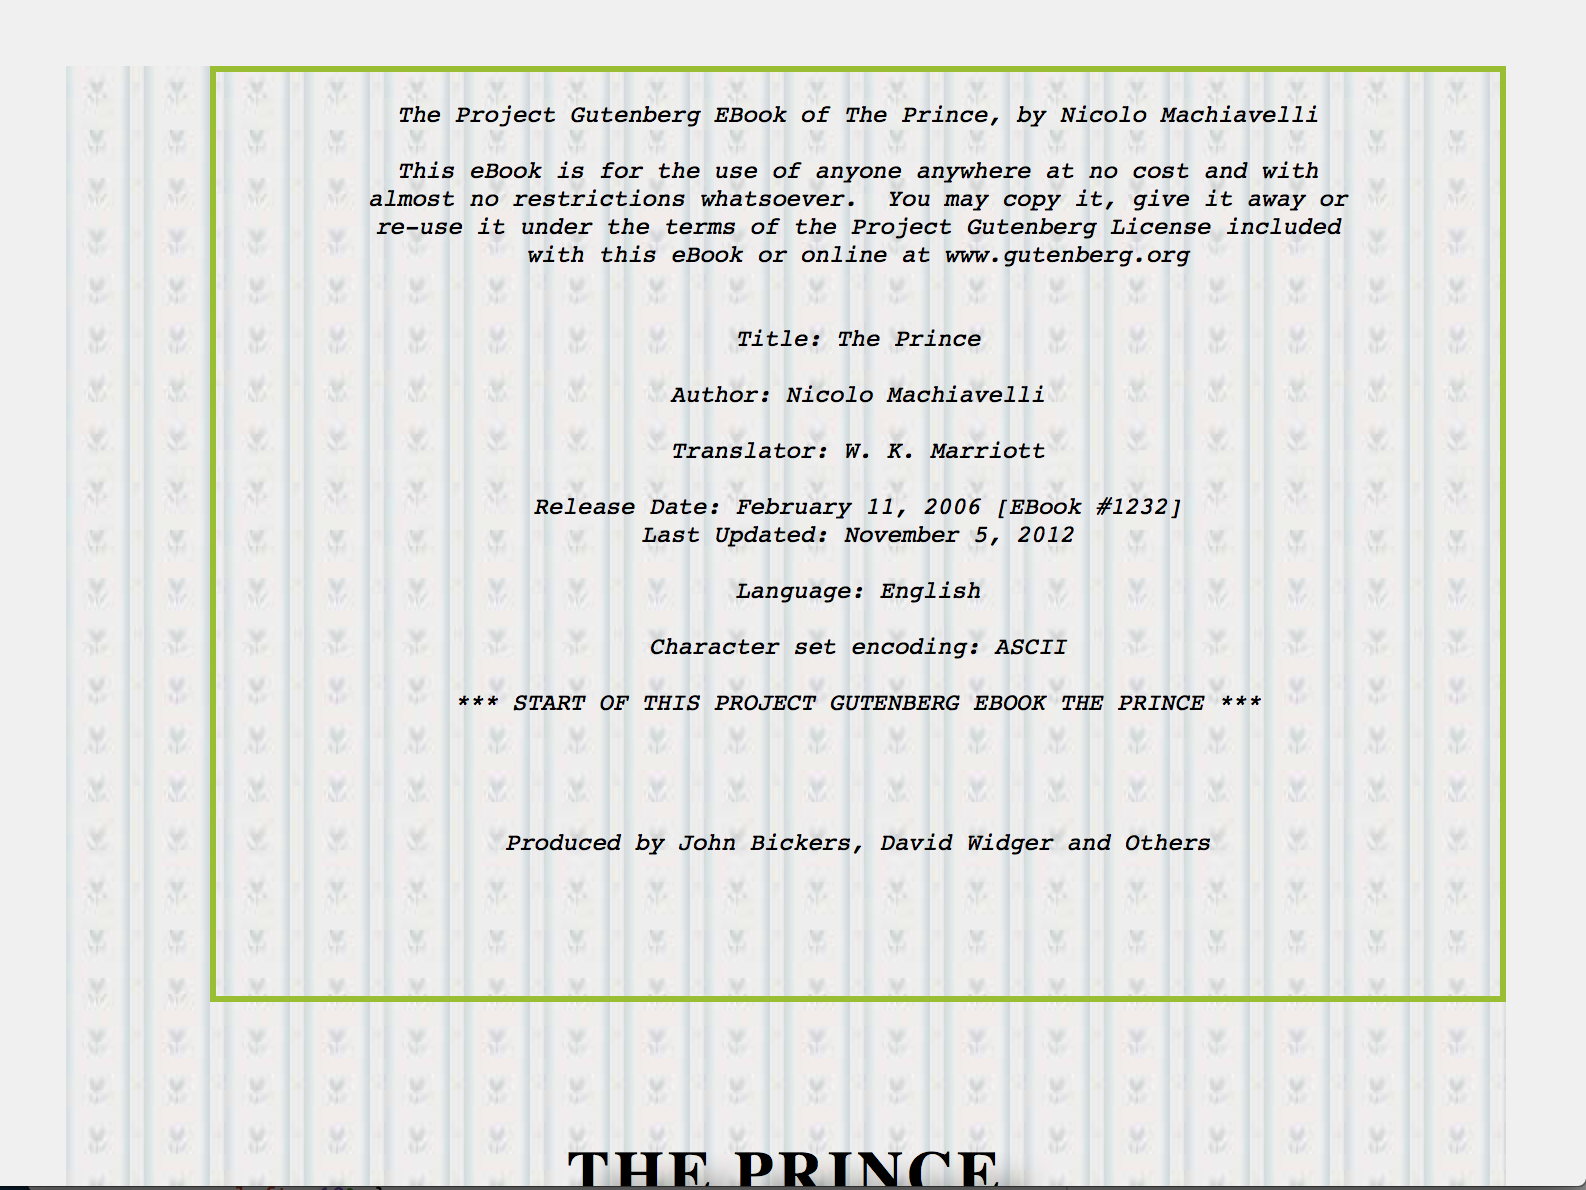 The Project Gutenberg EBook of The Prince, by Nicolo Machiavelli
This eBook is for the use of anyone anywhere at no cost and with
almost no restrictions whatsoever.  You may copy it, give it away or
re-use it under the terms of the Project Gutenberg License included
with this eBook or online at www.gutenberg.org
Title: The Prince
Author: Nicolo Machiavelli
Translator: W. K. Marriott
Release Date: February 11, 2006 [EBook #1232]
Last Updated: November 5, 2012
Language: English
Character set encoding: ASCII
*** START OF THIS PROJECT GUTENBERG EBOOK THE PRINCE ***
Produced by John Bickers, David Widger and Others
THE PRINCE